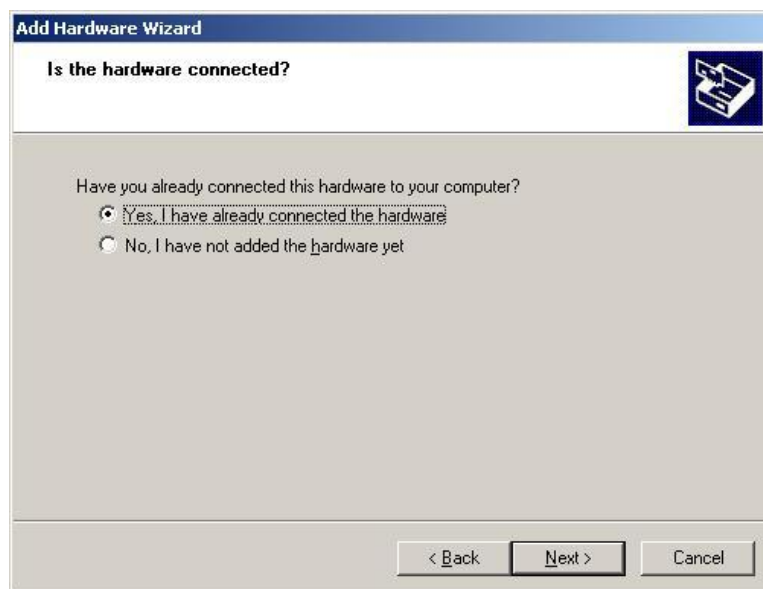 Add Hardware Wizard
Is the hardware connected?
Have you already connected this hardware to your computer?
Yes, I have already connected the hardware
No, I have not added the hardware yet
< Back Next > Cancel